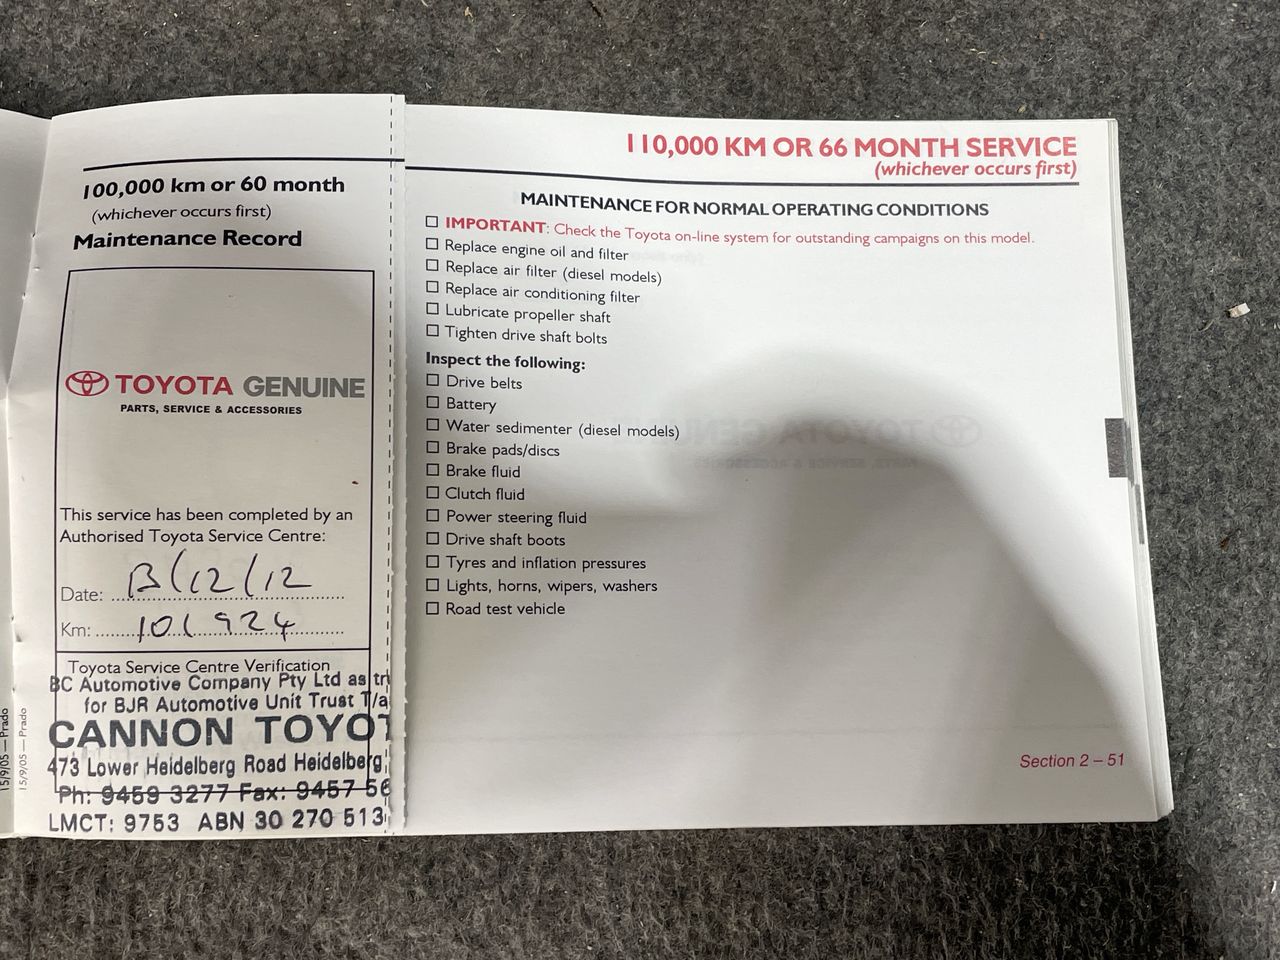 100,000 km or 60 month
(whichever occurs first)
Maintenance Record
TOYOTA GENUINE
PARTS, SERVICE & ACCESSORIES
This service has been completed by an
Authorised Toyota Service Centre:
Date: 13/12/12
Km: 101924
Toyota Service Centre Verification
BC Automotive Company Pty Ltd as tr
for BJR Automotive Unit Trust T/a
CANNON TOYOT
473 Lower Heidelberg Road Heidelberg
Ph: 9459 3277 Fax: 9457 56
LMCT: 9753 ABN 30 270 513
15/9/05 — Prado
15/9/05 — Prado
110,000 KM OR 66 MONTH SERVICE
(whichever occurs first)
MAINTENANCE FOR NORMAL OPERATING CONDITIONS
IMPORTANT: Check the Toyota on-line system for outstanding campaigns on this model.
Replace engine oil and filter
Replace air filter (diesel models)
Replace air conditioning filter
Lubricate propeller shaft
Tighten drive shaft bolts
Inspect the following:
Drive belts
Battery
Water sedimenter (diesel models)
Brake pads/discs
Brake fluid
Clutch fluid
Power steering fluid
Drive shaft boots
Tyres and inflation pressures
Lights, horns, wipers, washers
Road test vehicle
Section 2 – 51